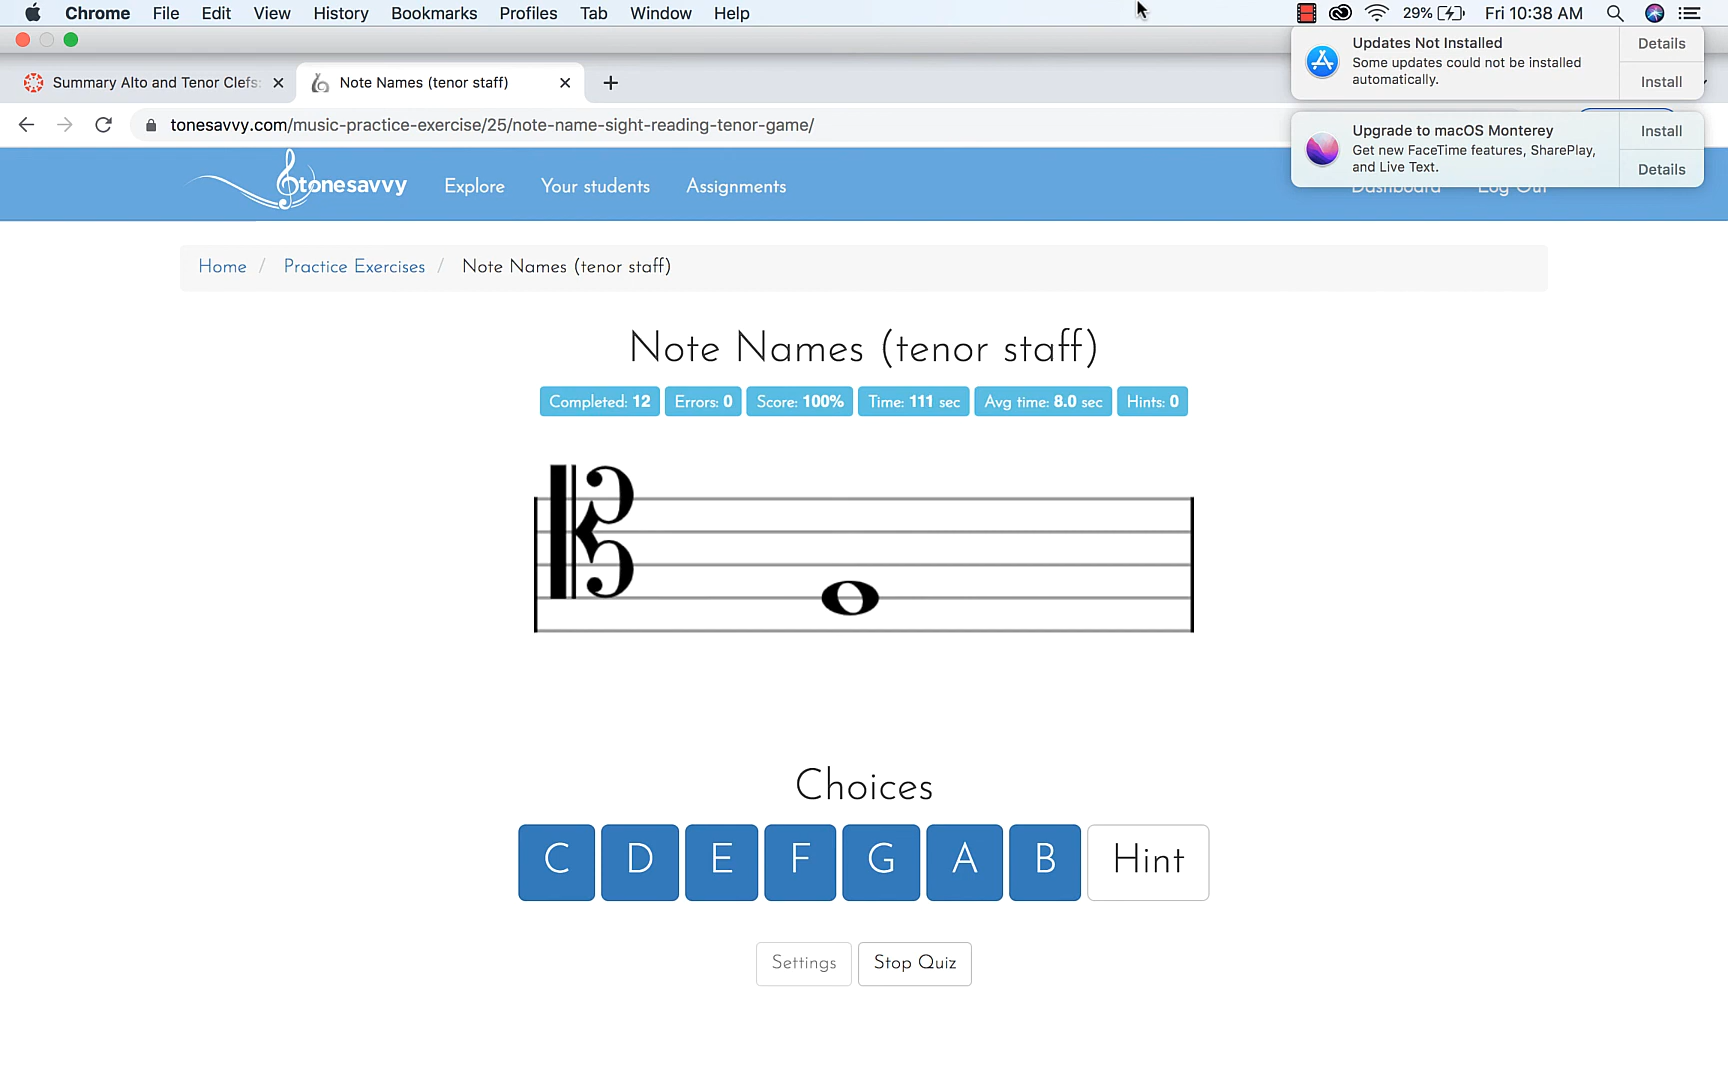 Chrome File Edit View History Bookmarks Profiles Tab Window Help 29% Fri 10:38 AM
Updates Not Installed
Some updates could not be installed
automatically.
Details
Install
Summary Alto and Tenor Clefs: Note Names (tenor staff)
tonesavvy.com/music-practice-exercise/25/note-name-sight-reading-tenor-game/
Upgrade to macOS Monterey
Get new FaceTime features, SharePlay,
and Live Text.
Install
Details
tonesavvy Explore Your students Assignments Dashboard Log Out
Home / Practice Exercises / Note Names (tenor staff)
Note Names (tenor staff)
Completed: 12 Errors: 0 Score: 100% Time: 111 sec Avg time: 8.0 sec Hints: 0
Choices
C D E F G A B Hint
Settings Stop Quiz